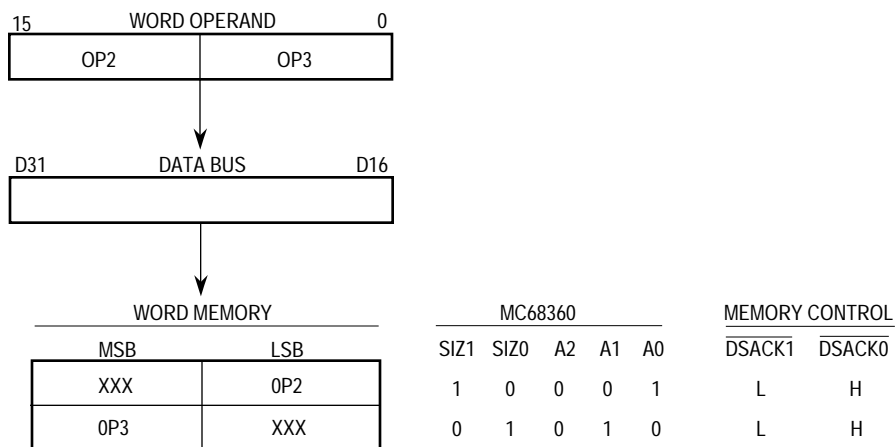 15 WORD OPERAND 0
OP2 OP3
D31 DATA BUS D16
WORD MEMORY MC68360 MEMORY CONTROL
MSB LSB SIZ1 SIZ0 A2 A1 A0 DSACK1 DSACK0
XXX 0P2 1 0 0 0 1 L H
0P3 XXX 0 1 0 1 0 L H